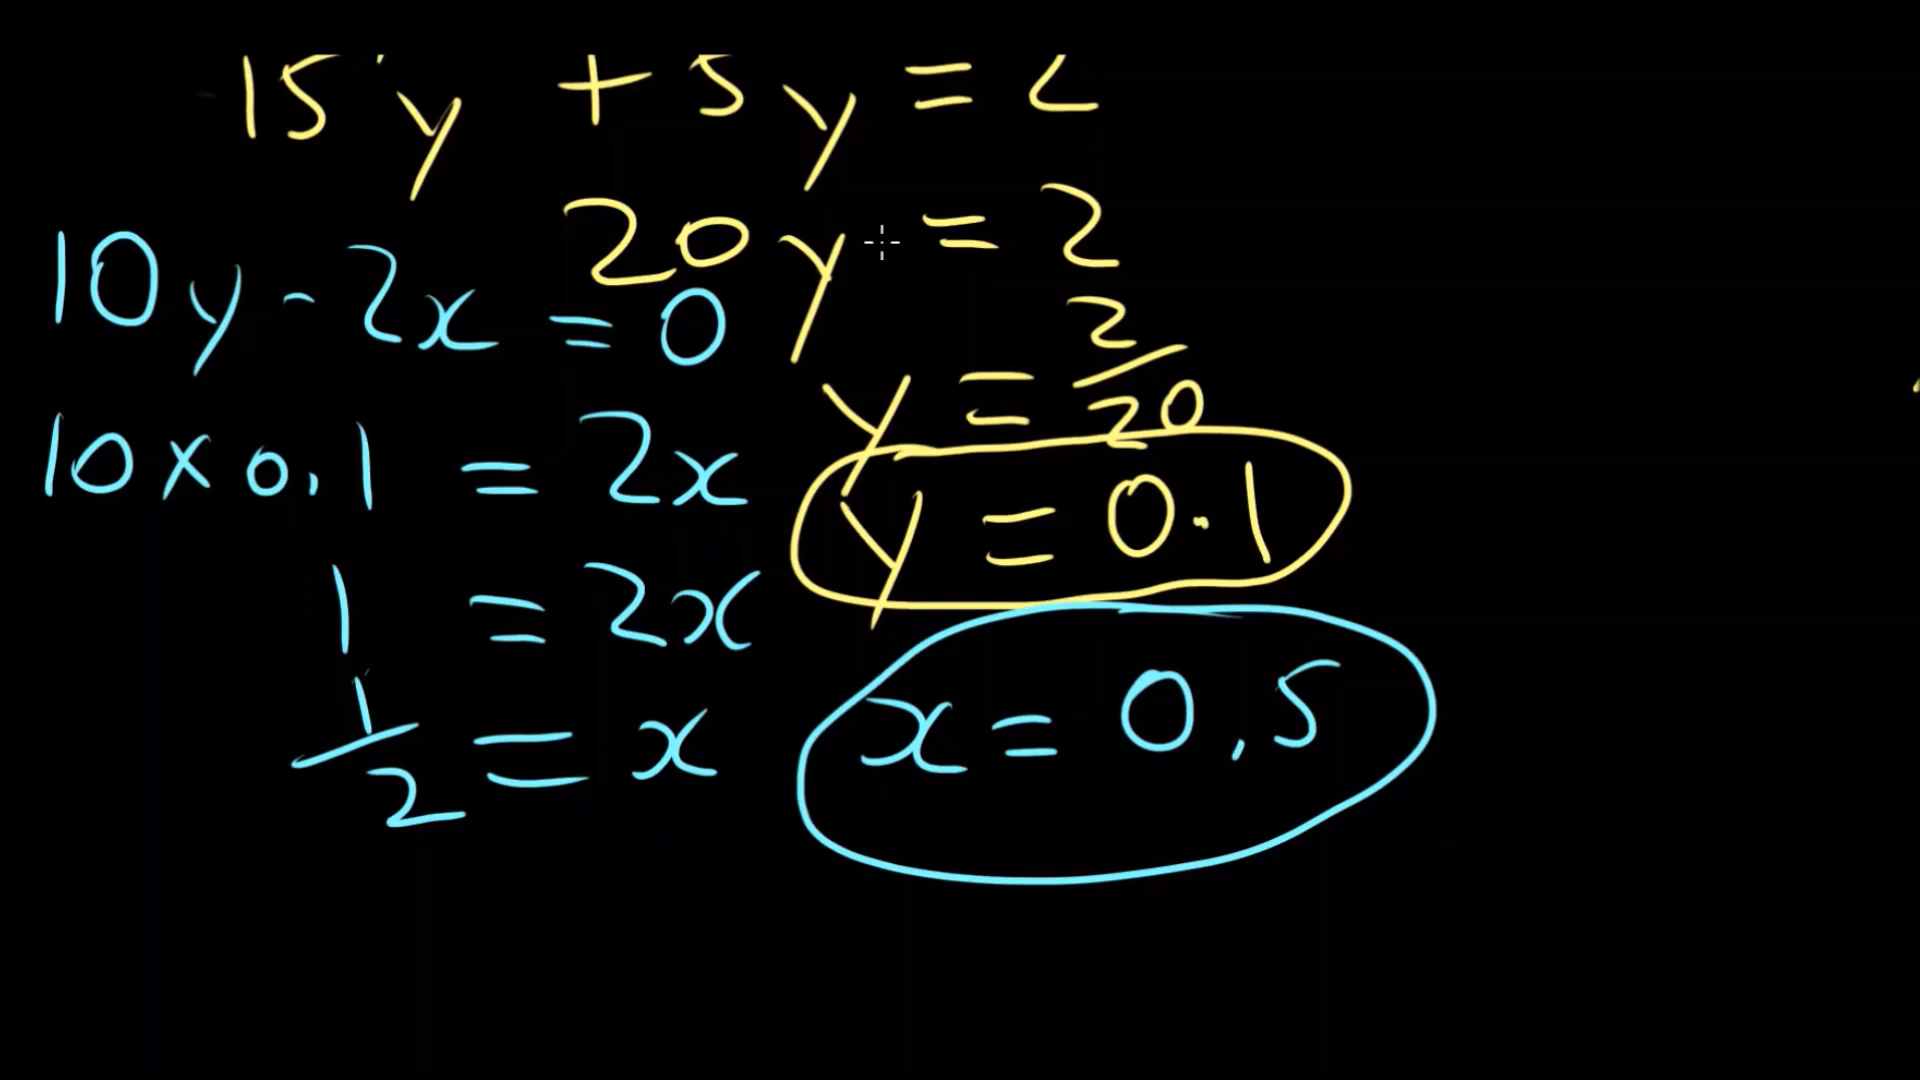 15y + 5y = 2
20y = 2
10y - 2x = 0
y = 2/20
10 x 0,1 = 2x
y = 0.1
1 = 2x
1/2 = x
x = 0,5